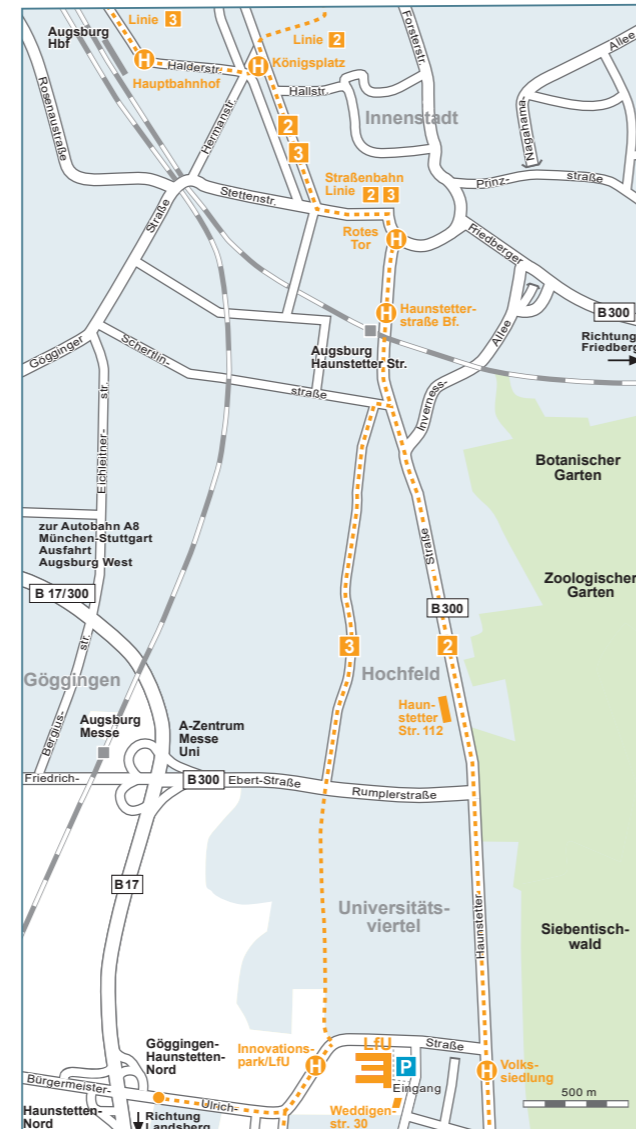 Augsburg
Hbf
Linie 3
Linie 2
H
H
Königsplatz
Halderstr.
Hauptbahnhof
Hermanstr.
Hallstr.
Forsterstr.
Allee
Nagahama-
Rosenaustraße
Innenstadt
2
3
Straßenbahn
Linie 2 3
Prinz-
straße
Stettenstr.
Straße
Rotes
Tor
H
Friedberger
B 300
Richtung
Friedberg
H
Haunstetter-
straße Bf.
Allee
Gögginger
Schertlin-
Augsburg
Haunstetter Str.
Inverness-
straße
Eichleitner-
str.
Botanischer
Garten
zur Autobahn A8
München-Stuttgart
Ausfahrt
Augsburg West
Straße
Zoologischer
Garten
B 17/300
B 300
str.
3
2
Göggingen
Hochfeld
Haun-
stetter
Str. 112
Bergius-
Augsburg
Messe
A-Zentrum
Messe
Uni
Friedrich-
B 300
Ebert-Straße
Rumplerstraße
B 17
Universitäts-
viertel
Haunstetter-
Siebentisch-
wald
Göggingen-
Haunstetten-
Nord
Innovations-
park/LfU
H
LfU
P
Straße
Eingang
H
Volks-
siedlung
Bürgermeister-
Ulrich-
Weddigen-
str. 30
500 m
Haunstetten-
Nord
Richtung
Landsberg